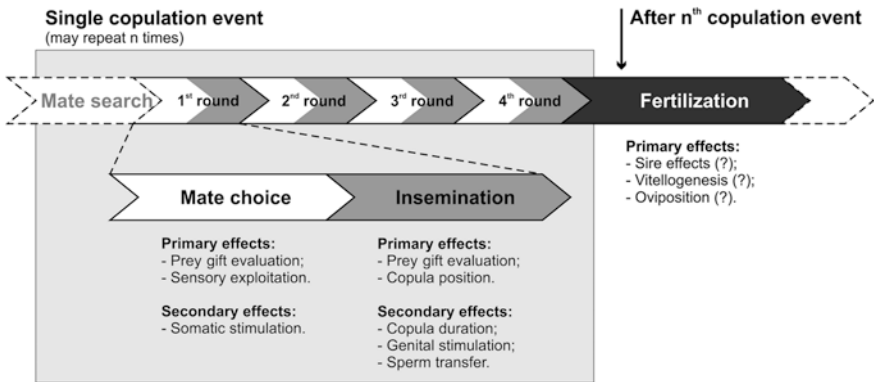 Single copulation event
(may repeat n times)
After nth copulation event
Mate search
1st round
2nd round
3rd round
4th round
Fertilization
Mate choice
Insemination
Primary effects:
- Prey gift evaluation;
- Sensory exploitation.
Secondary effects:
- Somatic stimulation.
Primary effects:
- Prey gift evaluation;
- Copula position.
Secondary effects:
- Copula duration;
- Genital stimulation;
- Sperm transfer.
Primary effects:
- Sire effects (?);
- Vitellogenesis (?);
- Oviposition (?).